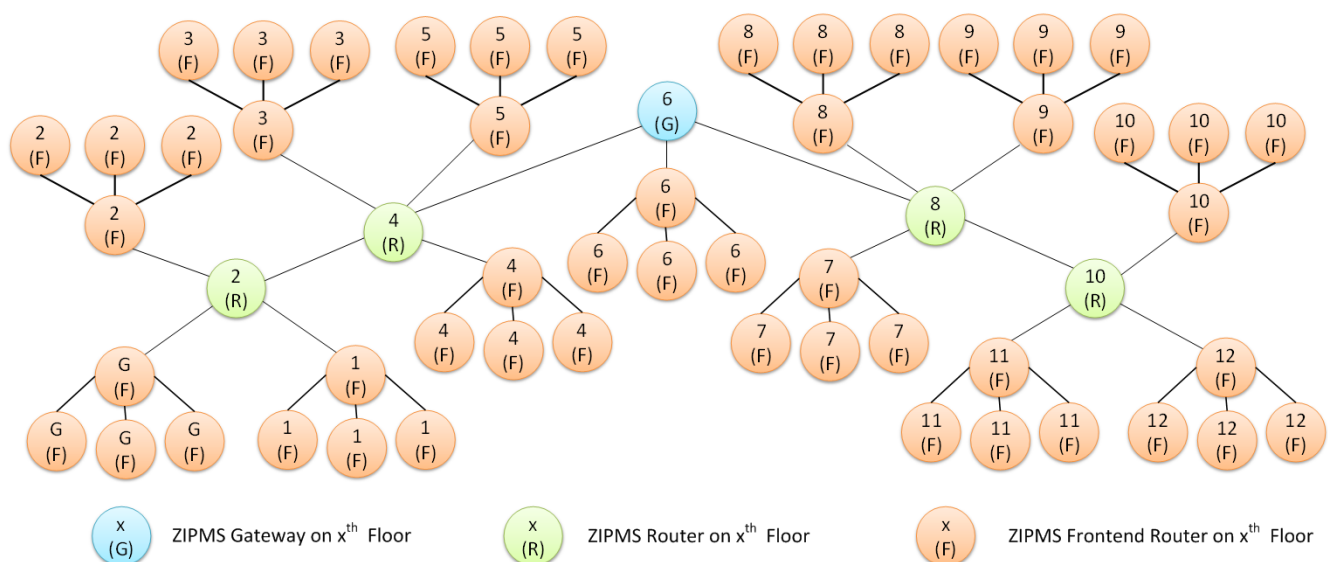 3 3 3 5 5 5 8 8 8 9 9 9
(F) (F) (F) (F) (F) (F) (F) (F) (F) (F) (F) (F)
6
(G)
3 5 8 9
(F) (F) (F) (F)
2 2 2 10 10 10
(F) (F) (F) (F) (F) (F)
6
(F)
2 4 8 10
(F) (R) (R) (F)
6 6 6
(F) (F) (F)
2 4 7 10
(R) (F) (F) (R)
4 4 4 7 7 7
(F) (F) (F) (F) (F) (F)
G 1 11 12
(F) (F) (F) (F)
G G G 1 1 1 11 11 11 12 12 12
(F) (F) (F) (F) (F) (F) (F) (F) (F) (F) (F) (F)
x
(G)
ZIPMS Gateway on xth Floor
x
(R)
ZIPMS Router on xth Floor
x
(F)
ZIPMS Frontend Router on xth Floor